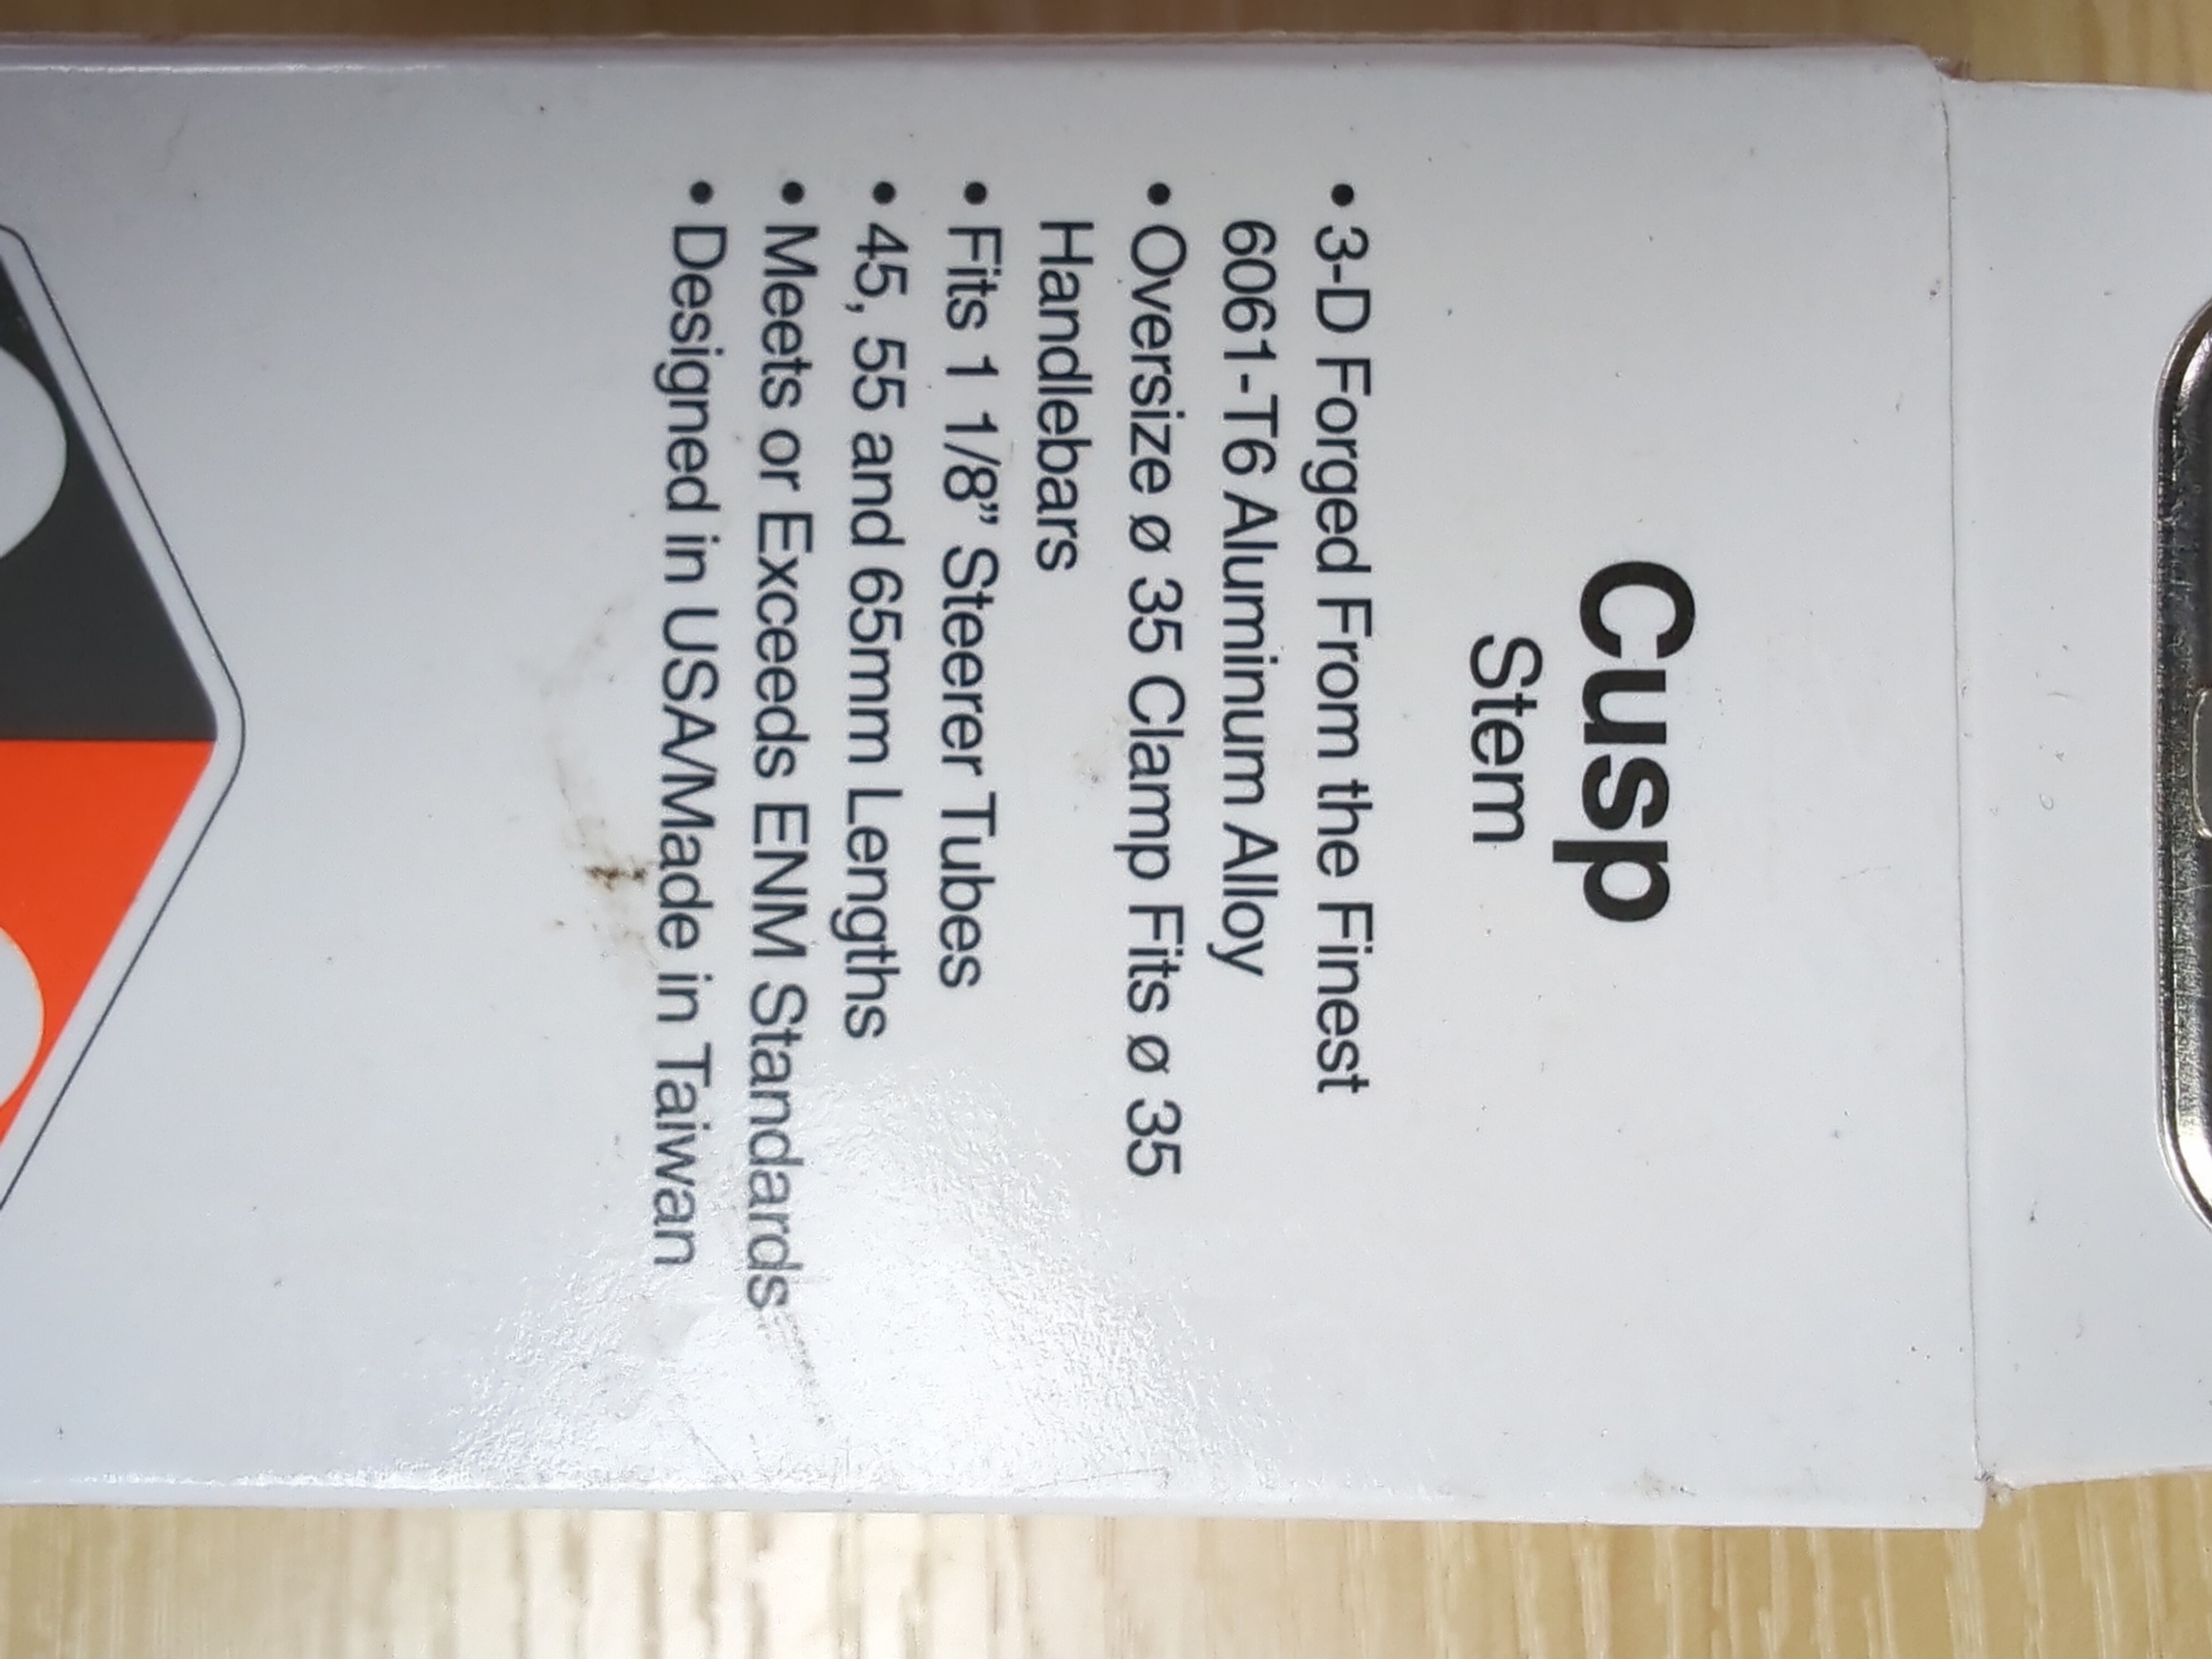 Cusp
Stem
• 3-D Forged From the Finest
6061-T6 Aluminum Alloy
• Oversize ø 35 Clamp Fits ø 35
Handlebars
• Fits 1 1/8” Steerer Tubes
• 45, 55 and 65mm Lengths
• Meets or Exceeds ENM Standards
• Designed in USA/Made in Taiwan